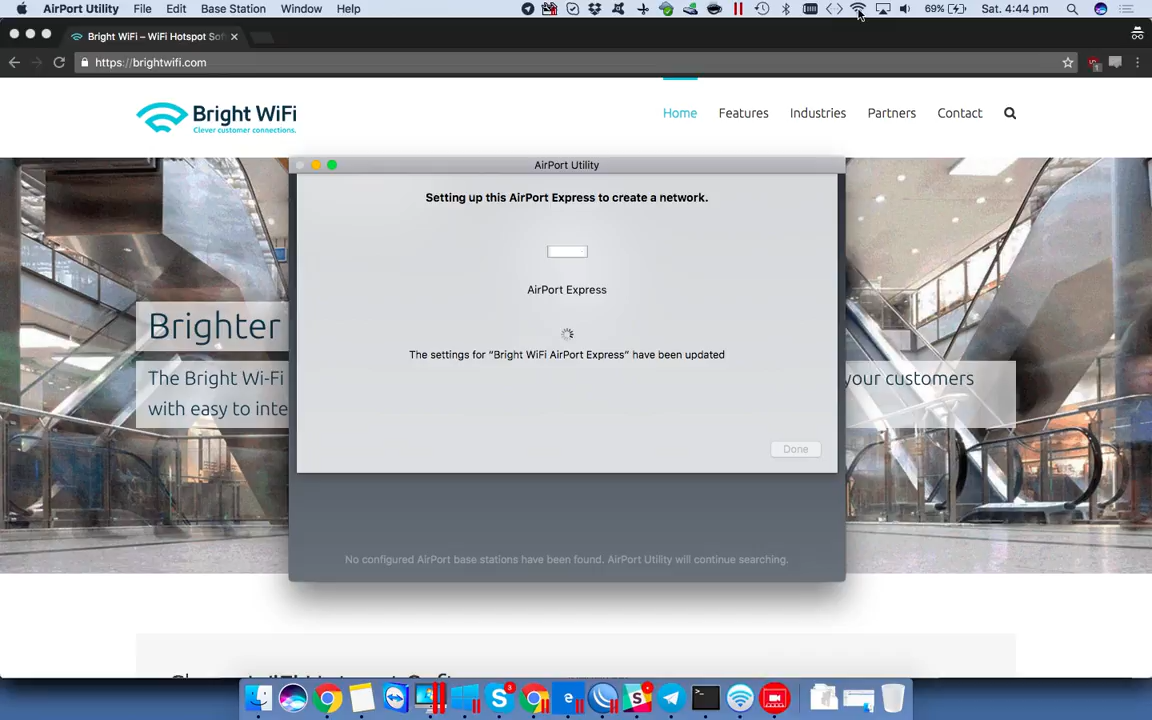 AirPort Utility File Edit Base Station Window Help 69% Sat. 4:44 pm
Bright WiFi – WiFi Hotspot Sof
https://brightwifi.com
Bright WiFi
Clever customer connections.
Home Features Industries Partners Contact
AirPort Utility
Setting up this AirPort Express to create a network.
AirPort Express
The settings for “Bright WiFi AirPort Express” have been updated
Done
Brighter
The Bright Wi-Fi
your customers
with easy to inte
No configured AirPort base stations have been found. AirPort Utility will continue searching.